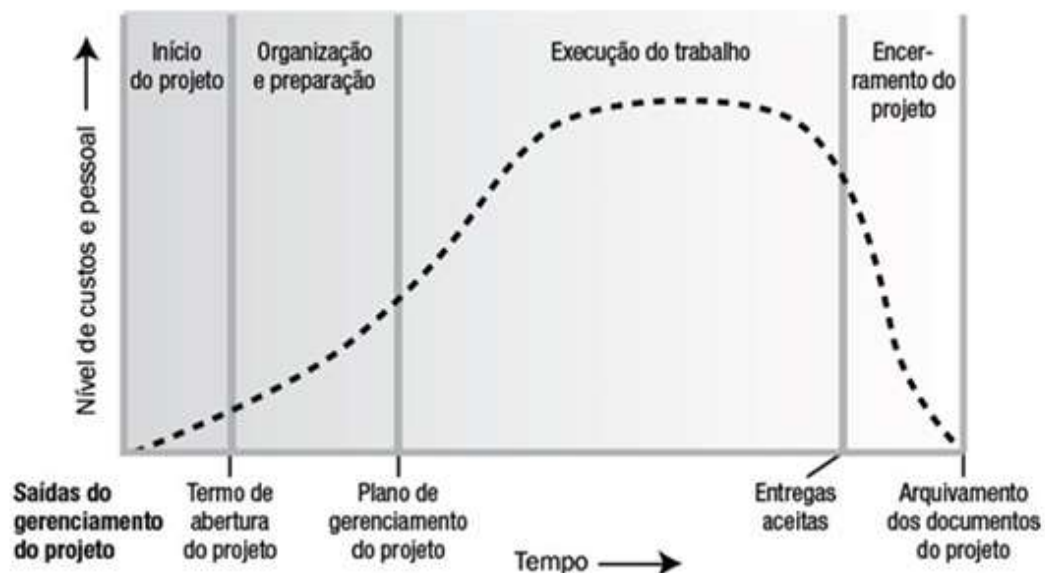 Início
do projeto
Organização
e preparação
Execução do trabalho
Encer-
ramento do
projeto
Nível de custos e pessoal
Saídas do
gerenciamento
do projeto
Termo de
abertura
do projeto
Plano de
gerenciamento
do projeto
Entregas
aceitas
Arquivamento
dos documentos
do projeto
Tempo